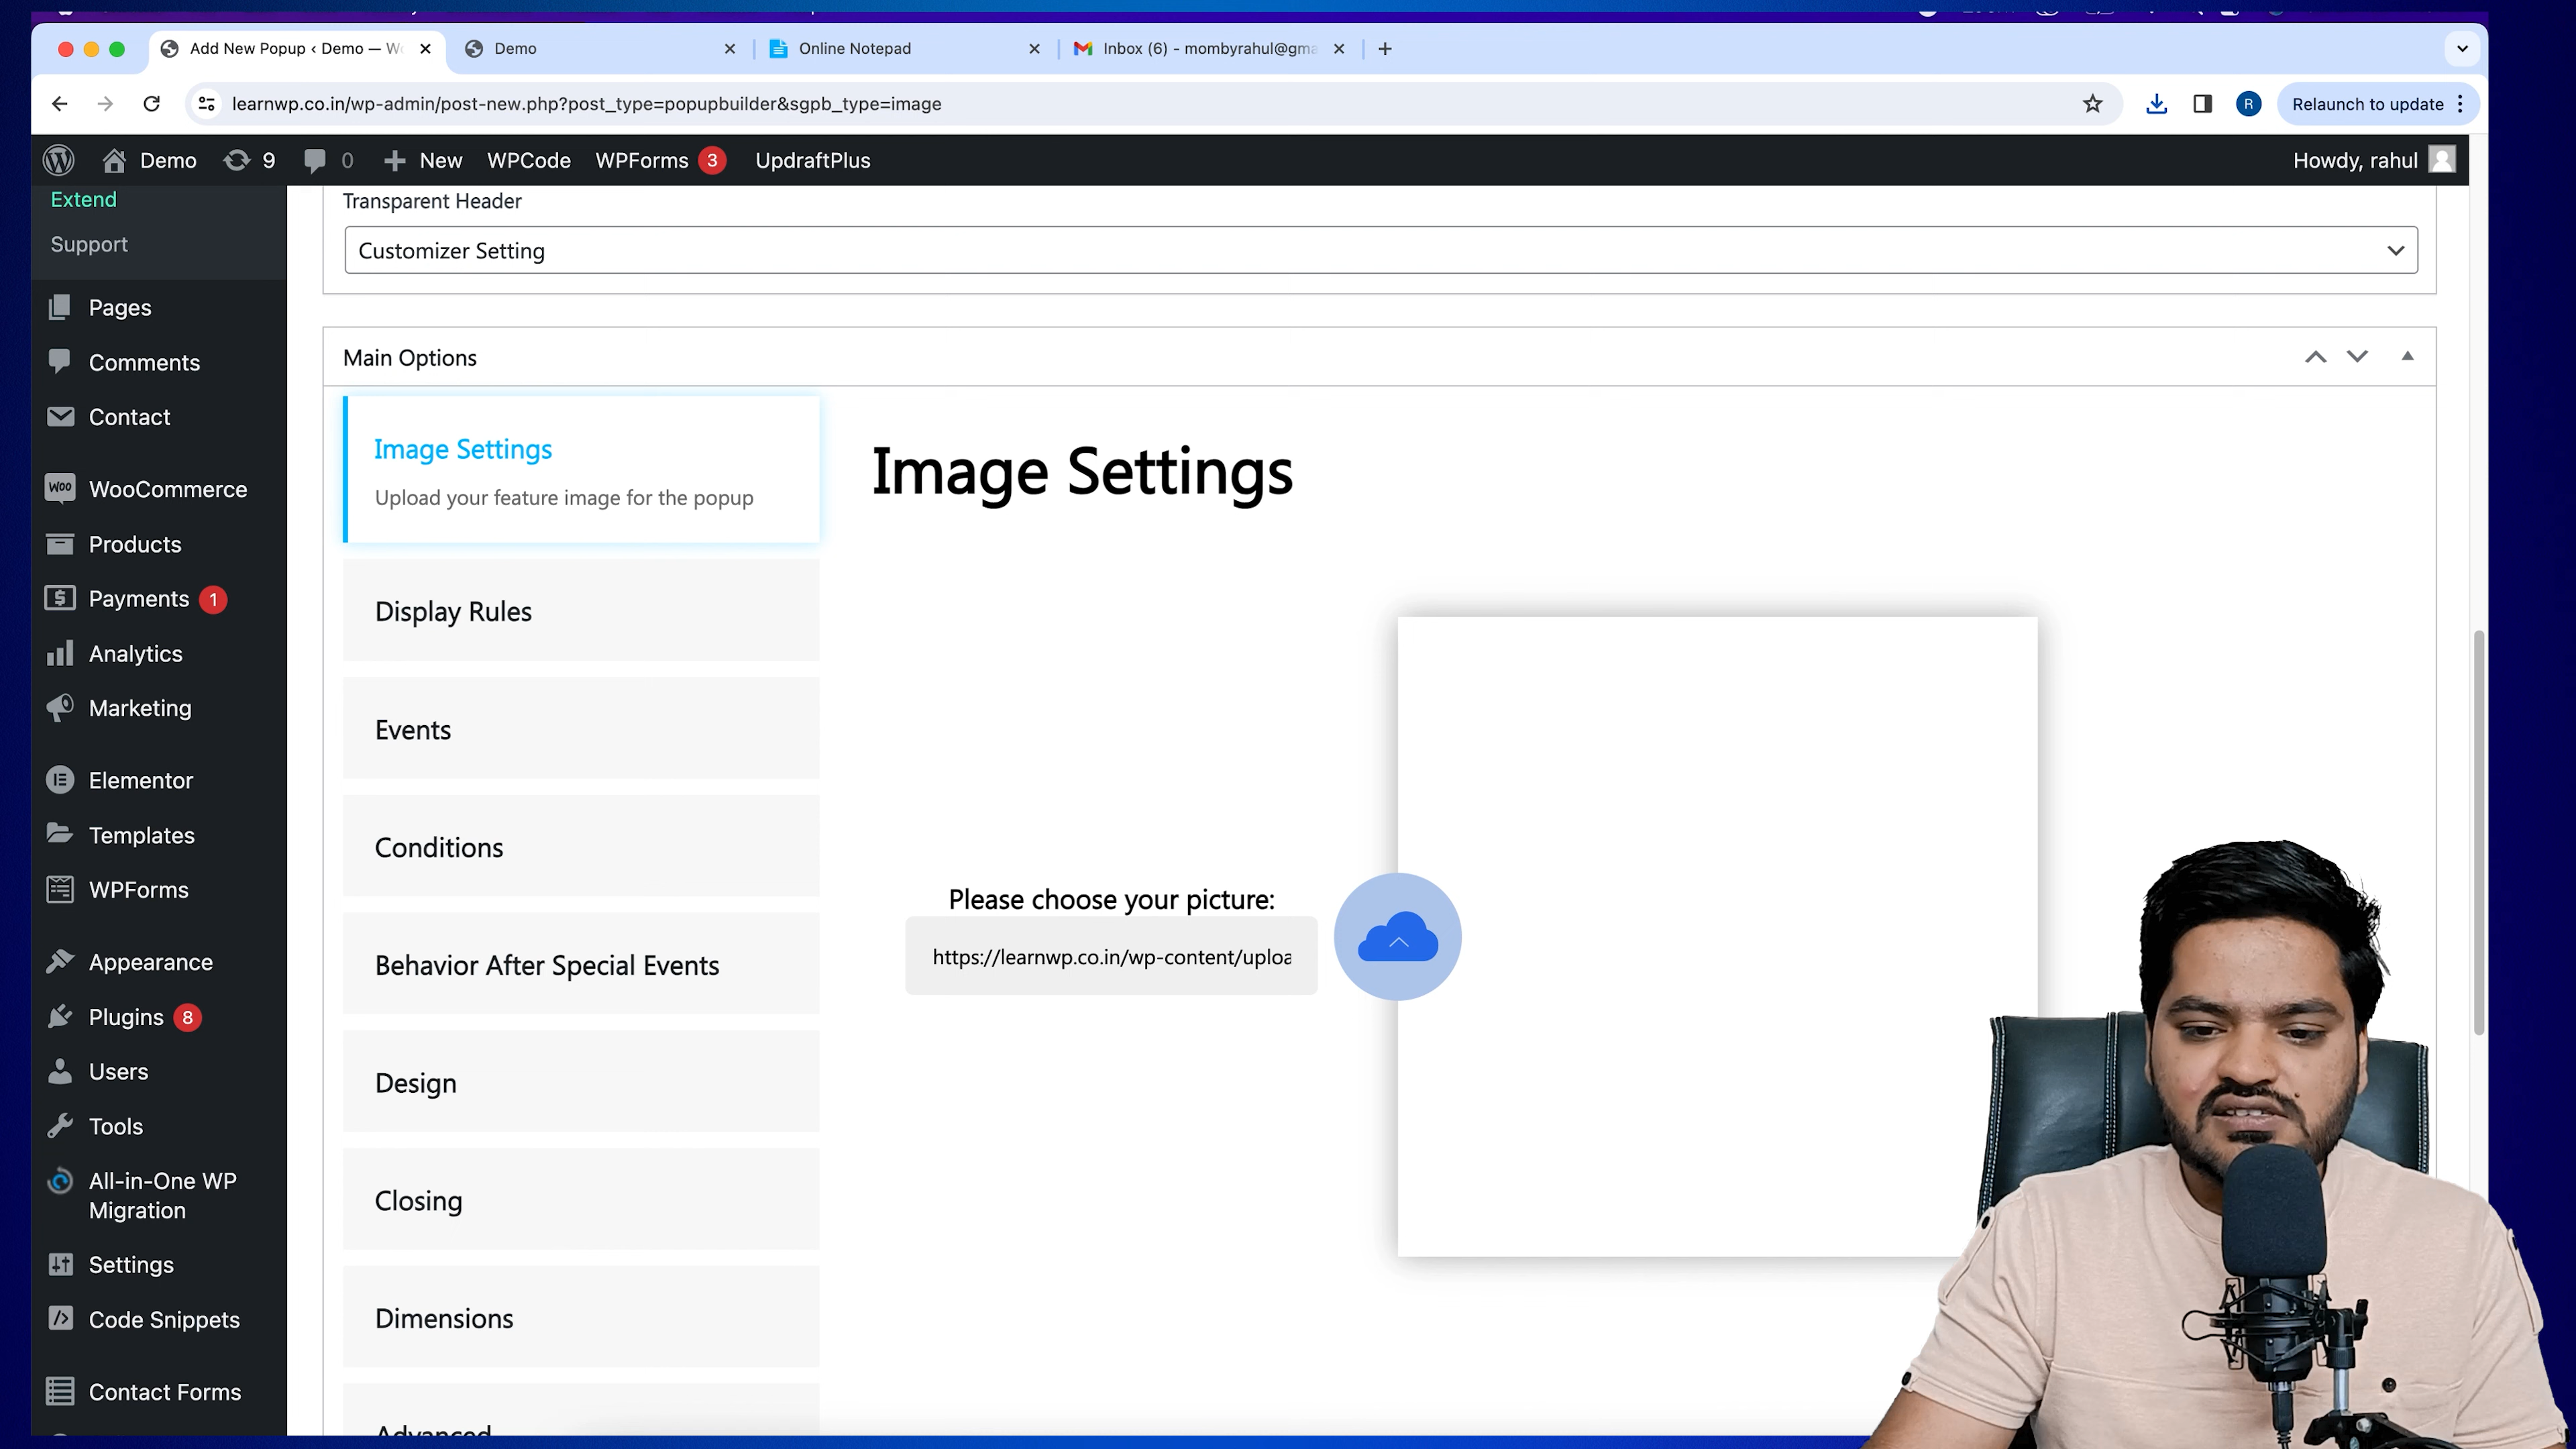 Add New Popup ‹ Demo — W
Demo
Online Notepad
Inbox (6) - mombyrahul@gma
learnwp.co.in/wp-admin/post-new.php?post_type=popupbuilder&sgpb_type=image
R
Relaunch to update
Demo
9
0
New
WPCode
WPForms 3
UpdraftPlus
Howdy, rahul
Extend
Support
Pages
Comments
Contact
WooCommerce
Products
Payments 1
Analytics
Marketing
Elementor
Templates
WPForms
Appearance
Plugins 8
Users
Tools
All-in-One WP
Migration
Settings
Code Snippets
Contact Forms
Transparent Header
Customizer Setting
Main Options
Image Settings
Upload your feature image for the popup
Display Rules
Events
Conditions
Behavior After Special Events
Design
Closing
Dimensions
Advanced
Image Settings
Please choose your picture:
https://learnwp.co.in/wp-content/uploa